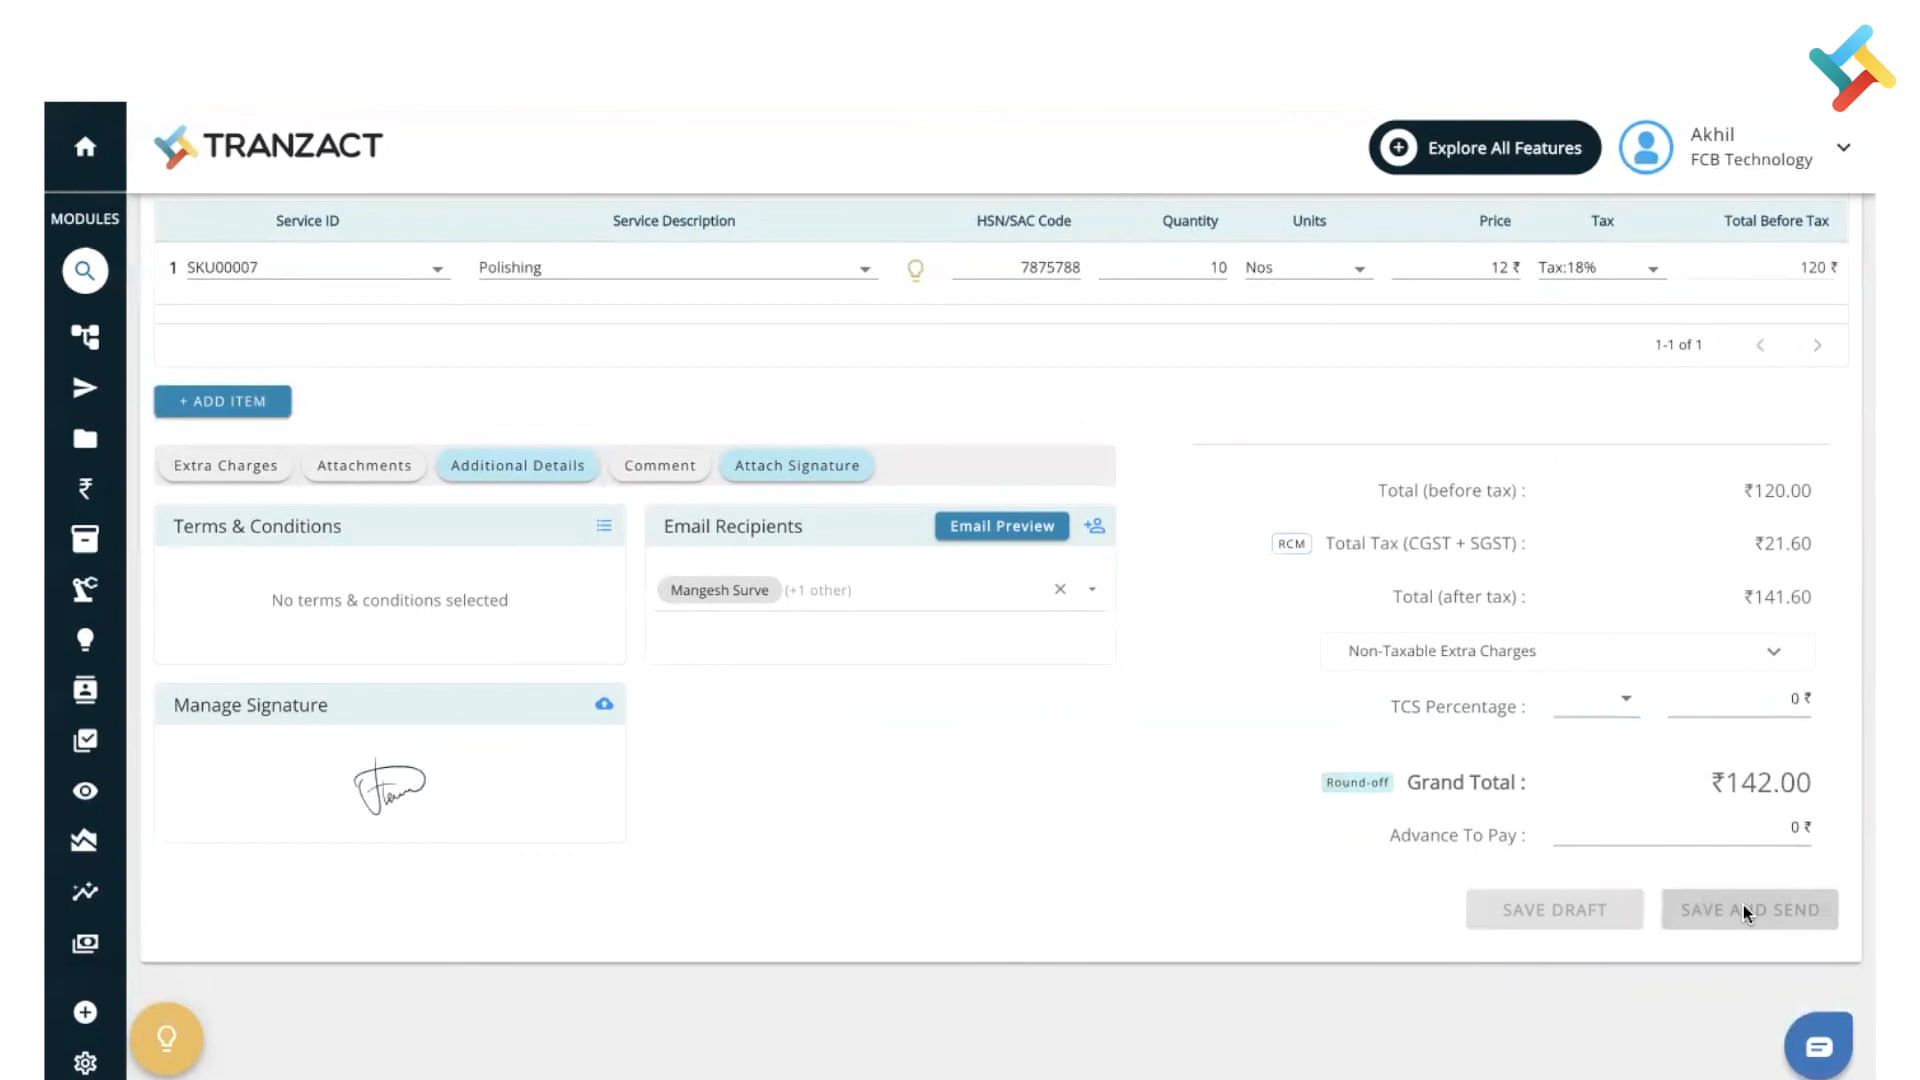 TRANZACT
Explore All Features
Akhil
FCB Technology
MODULES
Service ID Service Description HSN/SAC Code Quantity Units Price Tax Total Before Tax
1 SKU00007 Polishing 7875788 10 Nos 12 ₹ Tax:18% 120 ₹
1-1 of 1
+ ADD ITEM
Extra Charges Attachments Additional Details Comment Attach Signature
Terms & Conditions
No terms & conditions selected
Email Recipients Email Preview
Mangesh Surve (+1 other)
Manage Signature
Total (before tax) : ₹120.00
RCM Total Tax (CGST + SGST) : ₹21.60
Total (after tax) : ₹141.60
Non-Taxable Extra Charges
TCS Percentage : 0 ₹
Round-off Grand Total : ₹142.00
Advance To Pay : 0 ₹
SAVE DRAFT SAVE AND SEND